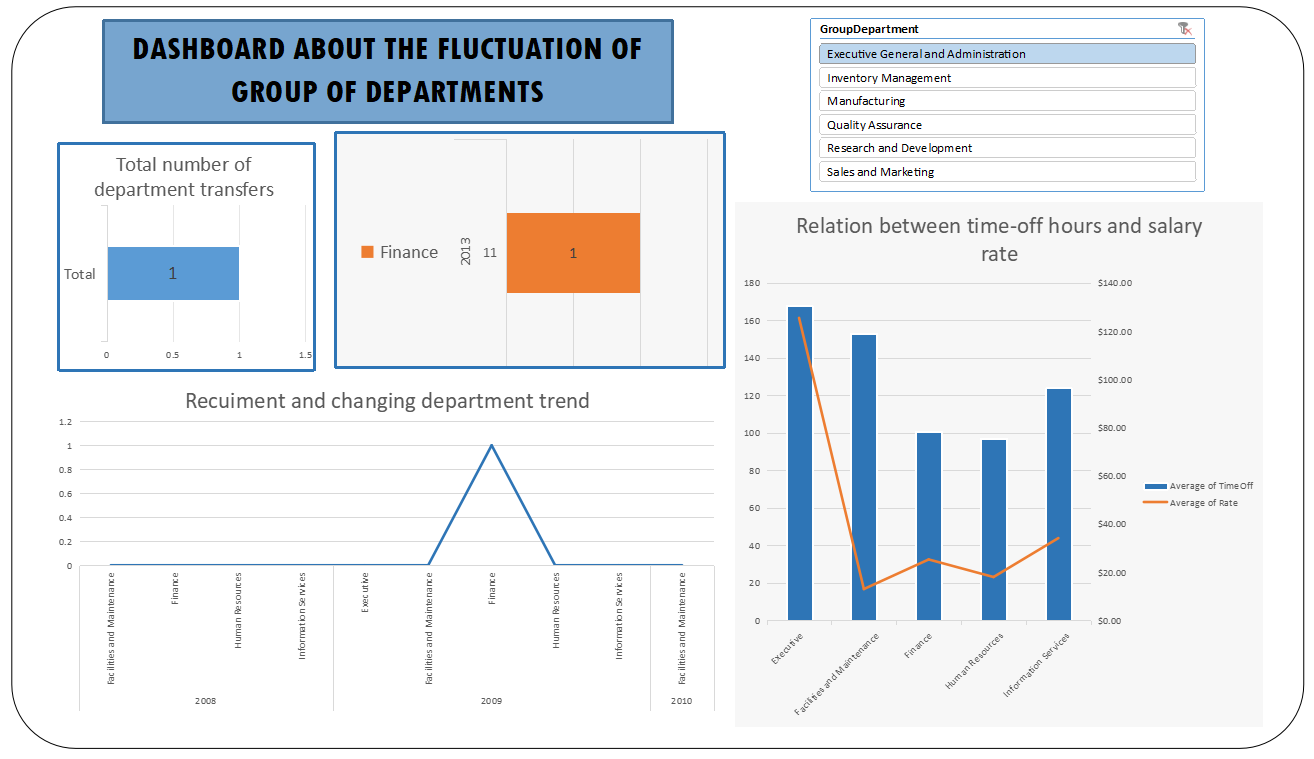 DASHBOARD ABOUT THE FLUCTUATION OF
GROUP OF DEPARTMENTS
GroupDepartment
Executive General and Administration
Inventory Management
Manufacturing
Quality Assurance
Research and Development
Sales and Marketing
Total number of
department transfers
Total
1
0 0.5 1 1.5
Finance
2013
11
1
Recuiment and changing department trend
1.2
1
0.8
0.6
0.4
0.2
0
Facilities and Maintenance
Finance
Human Resources
Information Services
Executive
Facilities and Maintenance
Finance
Human Resources
Information Services
Facilities and Maintenance
2008 2009 2010
Relation between time-off hours and salary
rate
180
160
140
120
100
80
60
40
20
0
$140.00
$120.00
$100.00
$80.00
$60.00
$40.00
$20.00
$0.00
Executive
Facilities and Maintenance
Finance
Human Resources
Information Services
Average of TimeOff
Average of Rate